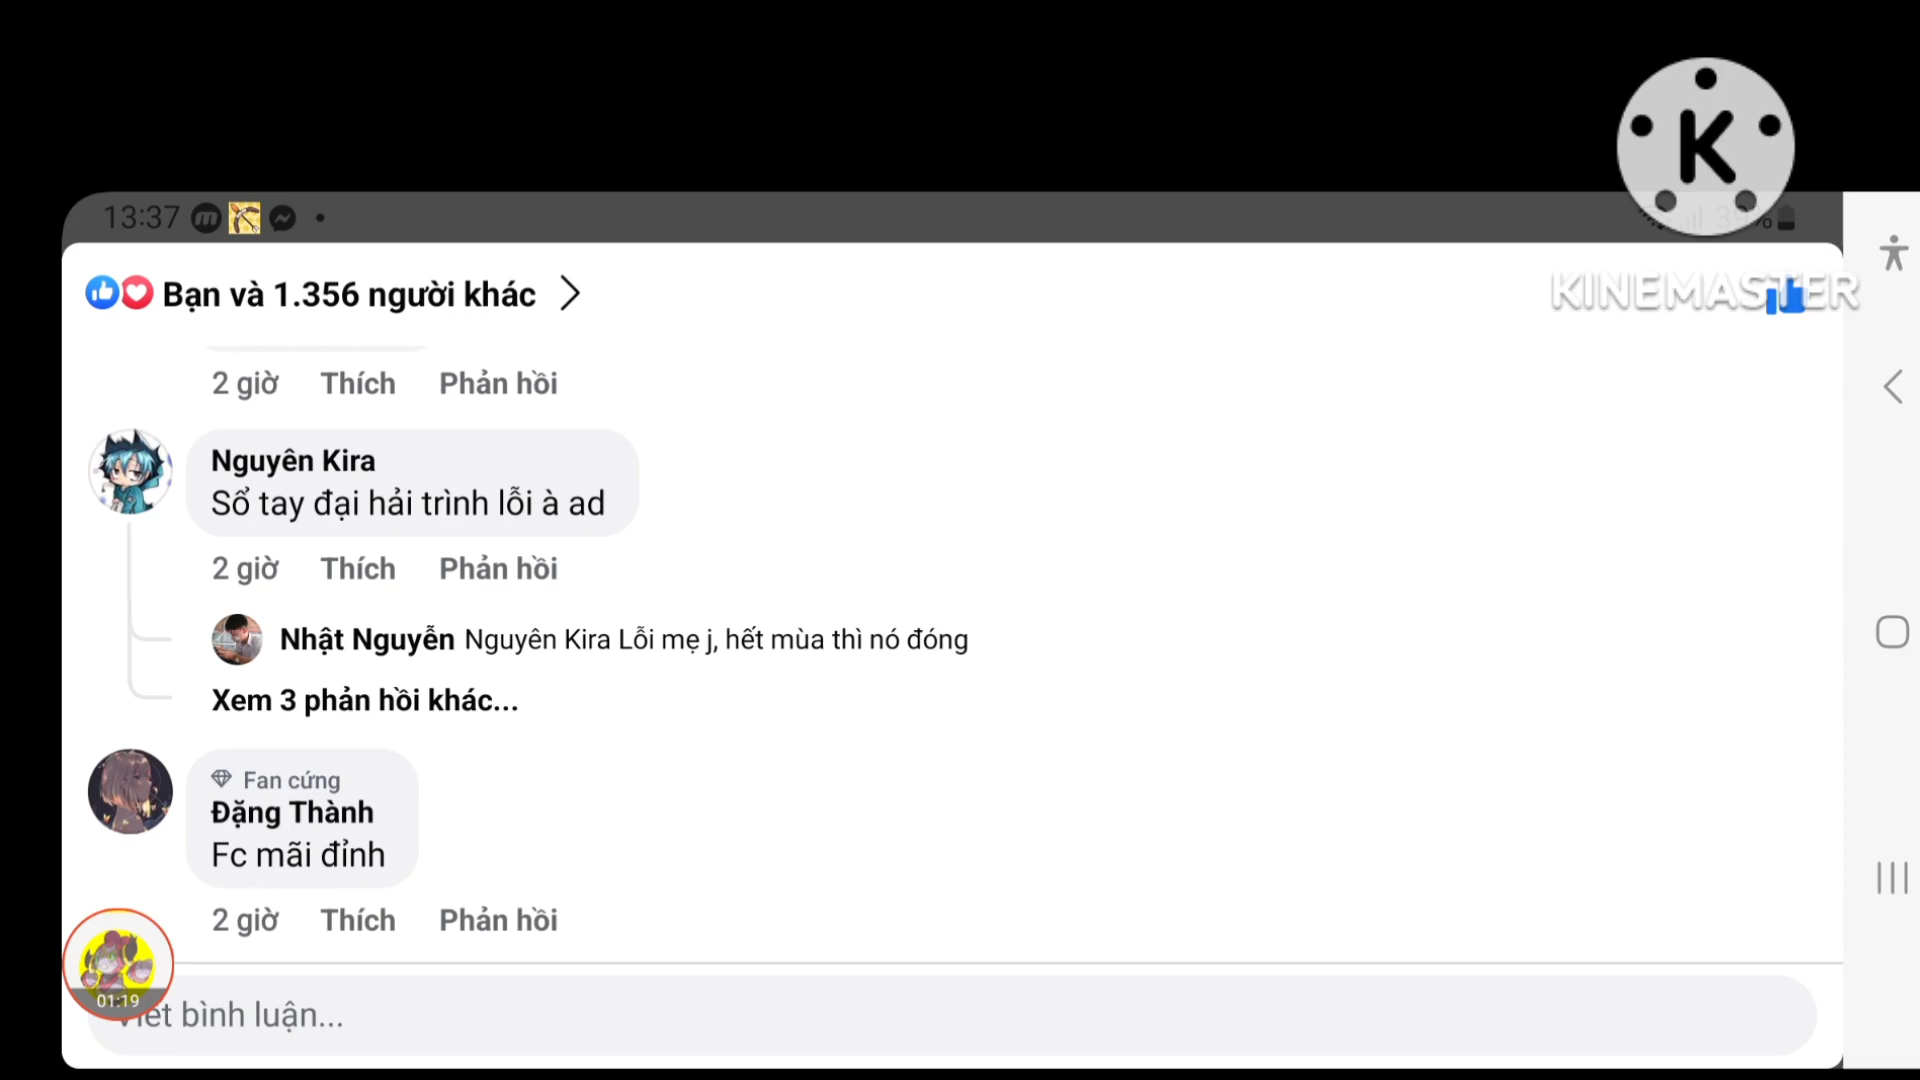 K
13:37
KINEMASTER
Bạn và 1.356 người khác
2 giờ Thích Phản hồi
Nguyên Kira
Sổ tay đại hải trình lỗi à ad
2 giờ Thích Phản hồi
Nhật Nguyễn Nguyên Kira Lỗi mẹ j, hết mùa thì nó đóng
Xem 3 phản hồi khác...
Fan cứng
Đặng Thành
Fc mãi đỉnh
2 giờ Thích Phản hồi
01:19
bình luận...